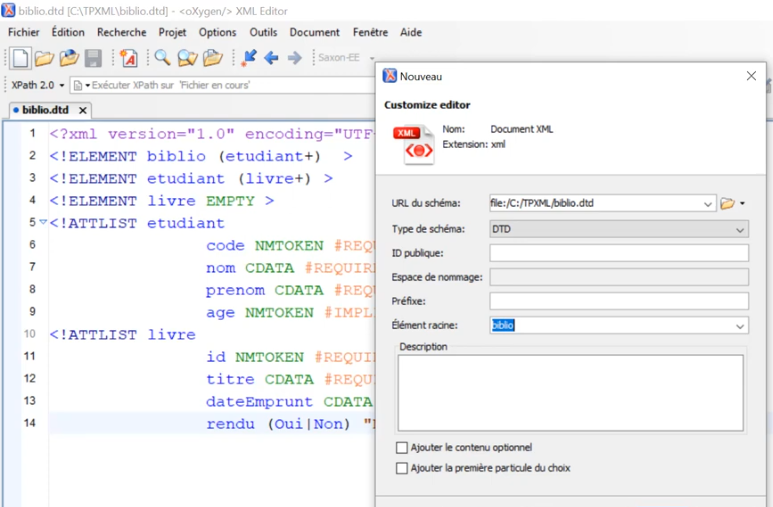 biblio.dtd [C:\TPXML\biblio.dtd] - <oXygen/> XML Editor
Fichier Édition Recherche Projet Options Outils Document Fenêtre Aide
Saxon-EE
XPath 2.0 Exécuter XPath sur 'Fichier en cours'
biblio.dtd
1 <?xml version="1.0" encoding="UTF-
2 <!ELEMENT biblio (etudiant+) >
3 <!ELEMENT etudiant (livre+) >
4 <!ELEMENT livre EMPTY >
5 <!ATTLIST etudiant
6 code NMTOKEN #REQU
7 nom CDATA #REQUIRE
8 prenom CDATA #REQU
9 age NMTOKEN #IMPL
10 <!ATTLIST livre
11 id NMTOKEN #REQUI
12 titre CDATA #REQU
13 dateEmprunt CDATA
14 rendu (Oui|Non) "
Nouveau
Customize editor
XML
Nom: Document XML
Extension: xml
URL du schéma: file:/C:/TPXML/biblio.dtd
Type de schéma: DTD
ID publique:
Espace de nommage:
Préfixe:
Élément racine: biblio
Description
Ajouter le contenu optionnel
Ajouter la première particule du choix